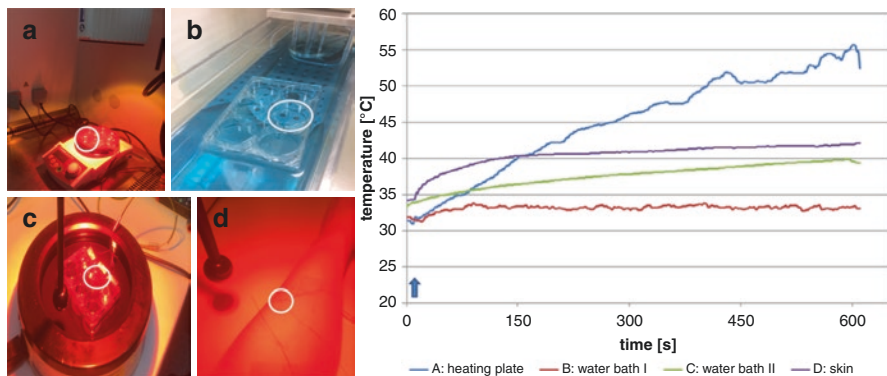 a
b
c
d
temperature [°C]
60
55
50
45
40
35
30
25
20
0
150
300
450
600
time [s]
A: heating plate
B: water bath I
C: water bath II
D: skin